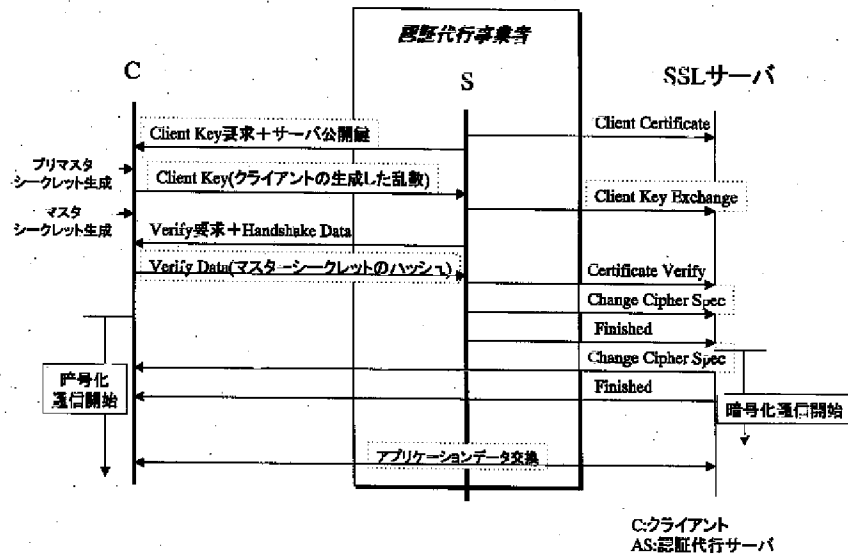 認証代行事業者
C
S
SSLサーバ
Client Key要求+サーバ公開鍵
Client Certificate
プリマスタ
シークレット生成
Client Key(クライアントの生成した乱数)
Client Key Exchange
マスタ
シークレット生成
Verify要求+Handshake Data
Verify Data(マスターシークレットのハッシュ)
Certificate Verify
Change Cipher Spec
Finished
Change Cipher Spec
Finished
暗号化
通信開始
暗号化通信開始
アプリケーションデータ交換
C:クライアント
AS:認証代行サーバ